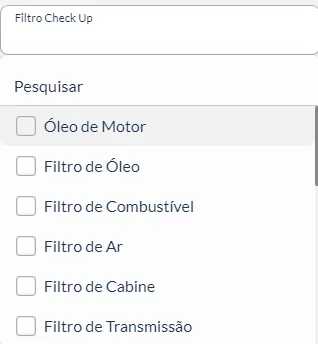 Filtro Check Up
Pesquisar
Óleo de Motor
Filtro de Óleo
Filtro de Combustível
Filtro de Ar
Filtro de Cabine
Filtro de Transmissão